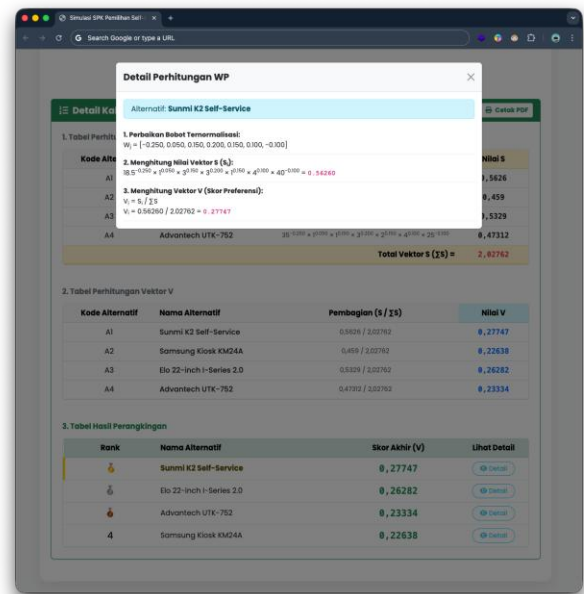 Simulasi SPK Pemilihan Self-
Search Google or type a URL
Detail Perhitungan WP
Alternatif: Sunmi K2 Self-Service
1. Perbaikan Bobot Ternormalisasi:
Wj = [-0.250, 0.050, 0.150, 0.200, 0.150, 0.100, -0.100]
2. Menghitung Nilai Vektor S (Si):
18.5^-0.250 × 1^0.050 × 3^0.150 × 3^0.200 × 1^0.150 × 4^0.100 × 40^-0.100 = 0.56260
3. Menghitung Vektor V (Skor Preferensi):
Vi = Si / ∑S
Vi = 0.56260 / 2.02762 = 0.27747
Detail Ka
Cetak PDF
1. Tabel Perhitu
Kode Alte
Nilai S
A1
0,5626
A2
0,459
A3
0,5329
A4 Advantech UTK-752 0,47312
Total Vektor S (∑S) = 2,02762
2. Tabel Perhitungan Vektor V
Kode Alternatif Nama Alternatif Pembagian (S / ∑S) Nilai V
A1 Sunmi K2 Self-Service 0,5626 / 2,02762 0,27747
A2 Samsung Kiosk KM24A 0,459 / 2,02762 0,22638
A3 Elo 22-inch I-Series 2.0 0,5329 / 2,02762 0,26282
A4 Advantech UTK-752 0,47312 / 2,02762 0,23334
3. Tabel Hasil Perangkingan
Rank Nama Alternatif Skor Akhir (V) Lihat Detail
Sunmi K2 Self-Service 0,27747 Detail
Elo 22-inch I-Series 2.0 0,26282 Detail
Advantech UTK-752 0,23334 Detail
4 Samsung Kiosk KM24A 0,22638 Detail